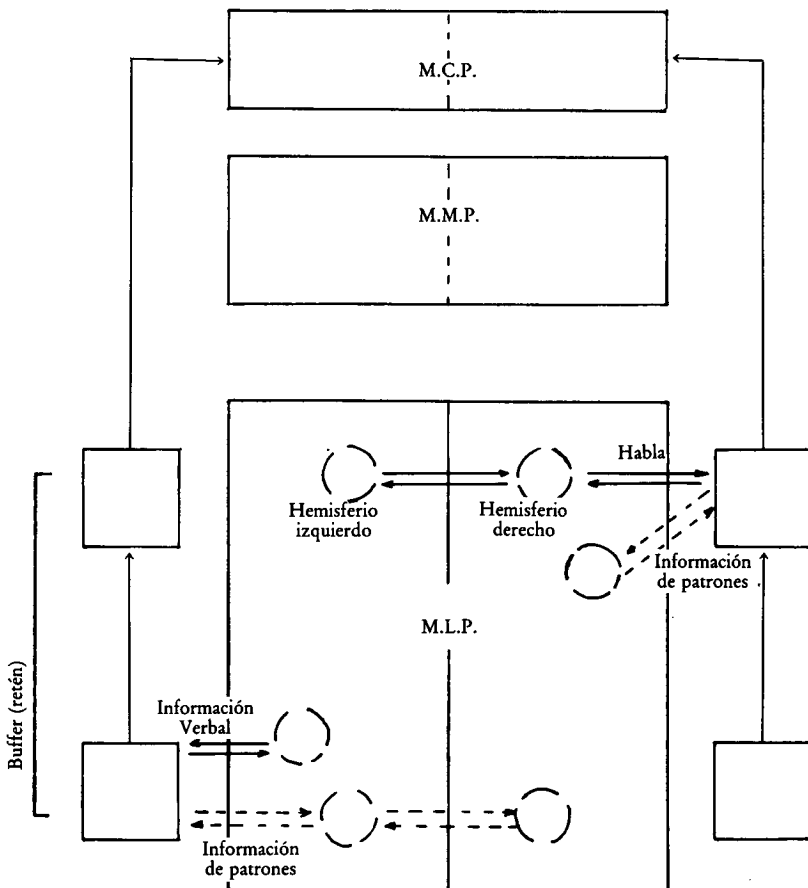 M.C.P.
M.M.P.
Habla
Hemisferio
izquierdo
Hemisferio
derecho
Información
de patrones
M.L.P.
Buffer (retén)
Información
Verbal
Información
de patrones